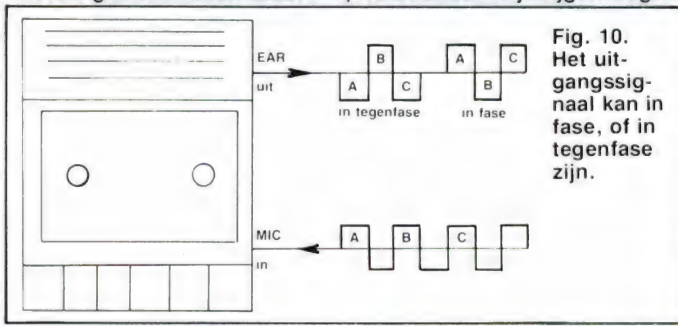 EAR
uit
A
B
C
in tegenfase
A
B
C
in fase
Fig. 10.
Het uit-
gangssig-
naal kan in
fase, of in
tegenfase
zijn.
MIC
in
A
B
C